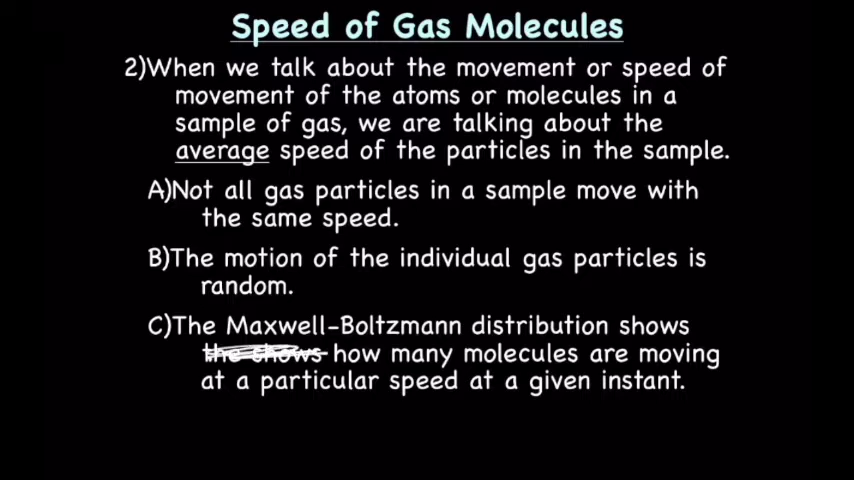 Speed of Gas Molecules
2)When we talk about the movement or speed of
movement of the atoms or molecules in a
sample of gas, we are talking about the
average speed of the particles in the sample.
A)Not all gas particles in a sample move with
the same speed.
B)The motion of the individual gas particles is
random.
C)The Maxwell-Boltzmann distribution shows
the shows how many molecules are moving
at a particular speed at a given instant.